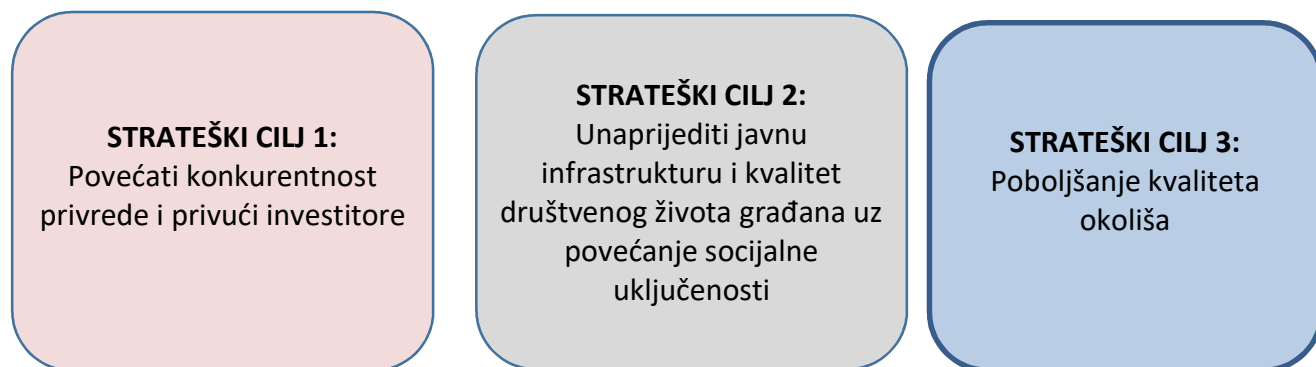 STRATEŠKI CILJ 1:
Povećati konkurentnost
privrede i privući investitore
STRATEŠKI CILJ 2:
Unaprijediti javnu
infrastrukturu i kvalitet
društvenog života građana uz
povećanje socijalne
uključenosti
STRATEŠKI CILJ 3:
Poboljšanje kvaliteta
okoliša